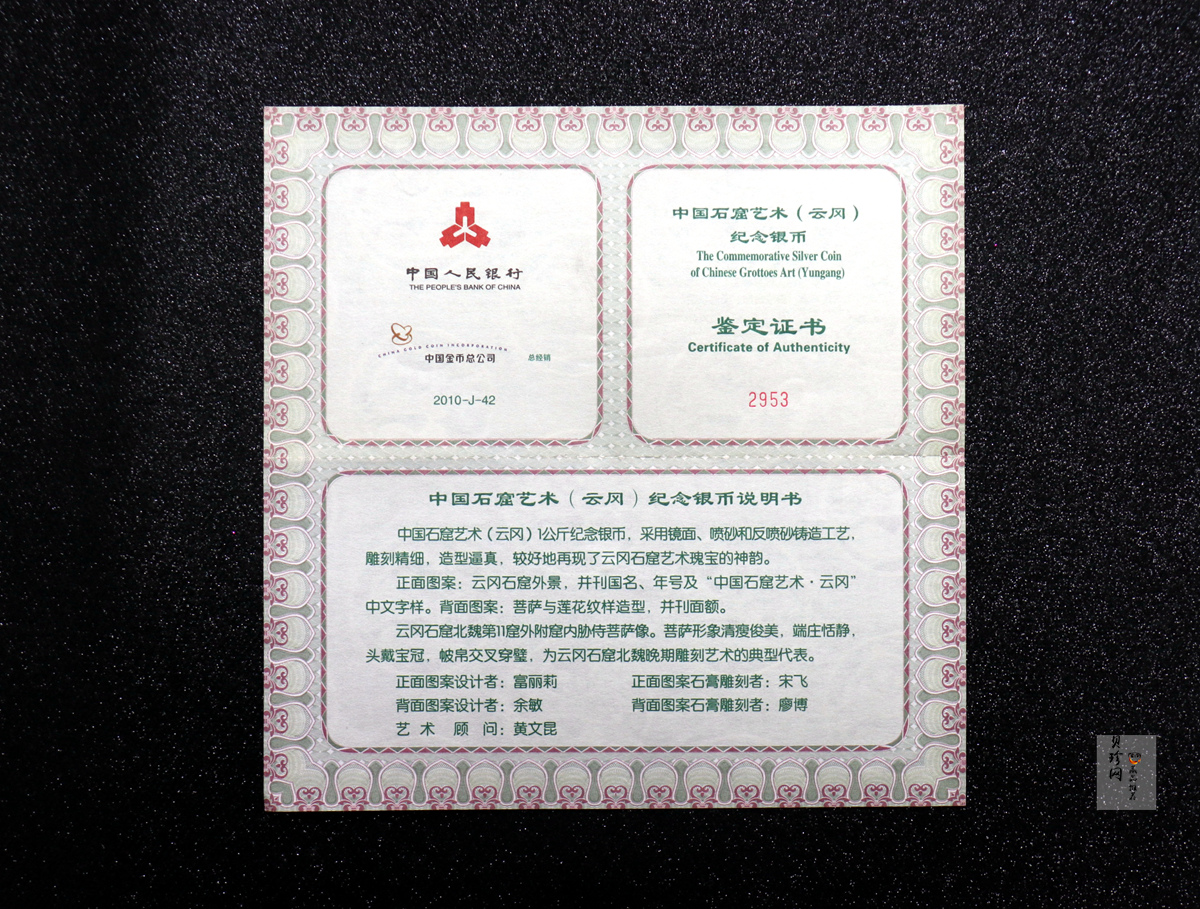 中国人民银行
THE PEOPLE'S BANK OF CHINA
CHINA GOLD COIN INCORPORATION
中国金币总公司 总经销
2010-J-42
中国石窟艺术（云冈）
纪念银币
The Commemorative Silver Coin
of Chinese Grottoes Art (Yungang)
鉴定证书
Certificate of Authenticity
2953
中国石窟艺术（云冈）纪念银币说明书
中国石窟艺术（云冈）1公斤纪念银币，采用镜面、喷砂和反喷砂铸造工艺，
雕刻精细，造型逼真，较好地再现了云冈石窟艺术瑰宝的神韵。
正面图案：云冈石窟外景，并刊国名、年号及“中国石窟艺术·云冈”
中文字样。背面图案：菩萨与莲花纹样造型，并刊面额。
云冈石窟北魏第11窟外附窟内胁侍菩萨像。菩萨形象清瘦俊美，端庄恬静，
头戴宝冠，帔帛交叉穿壁，为云冈石窟北魏晚期雕刻艺术的典型代表。
正面图案设计者：富丽莉 正面图案石膏雕刻者：宋飞
背面图案设计者：余敏 背面图案石膏雕刻者：廖博
艺术顾问：黄文昆
贝珍网